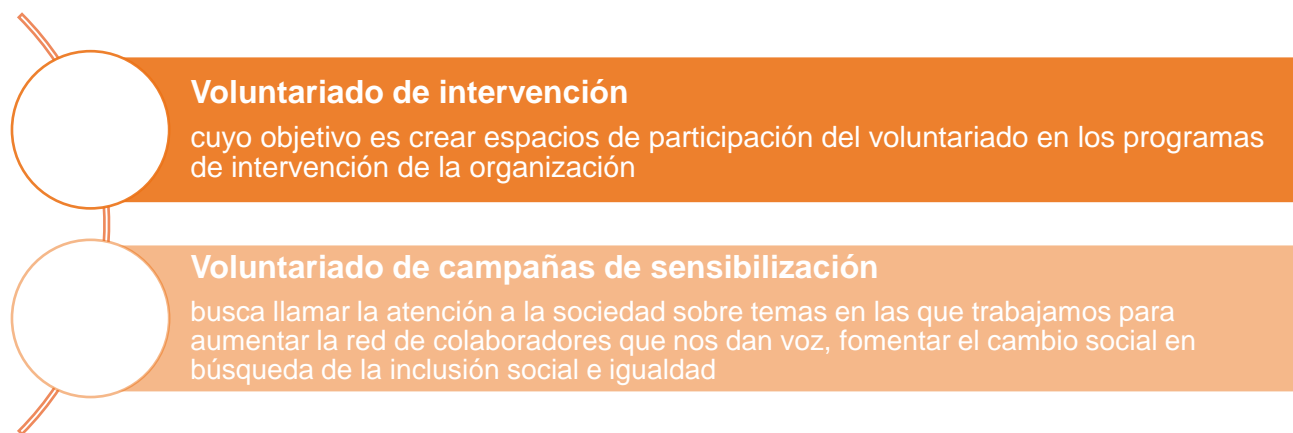 Voluntariado de intervención
cuyo objetivo es crear espacios de participación del voluntariado en los programas
de intervención de la organización
Voluntariado de campañas de sensibilización
busca llamar la atención a la sociedad sobre temas en las que trabajamos para
aumentar la red de colaboradores que nos dan voz, fomentar el cambio social en
búsqueda de la inclusión social e igualdad